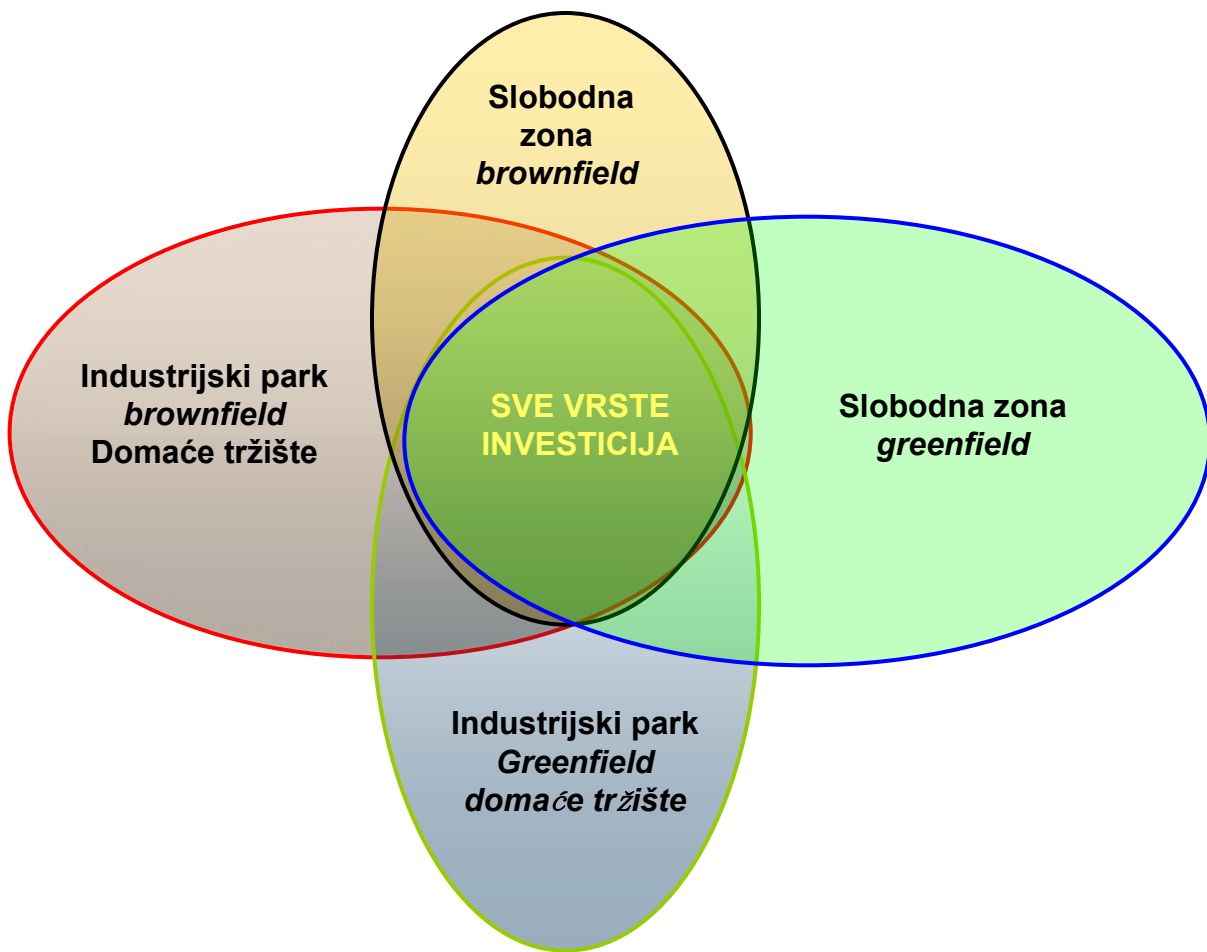 Slobodna
zona
brownfield
Industrijski park
brownfield
Domaće tržište
SVE VRSTE
INVESTICIJA
Slobodna zona
greenfield
Industrijski park
Greenfield
domaće tržište